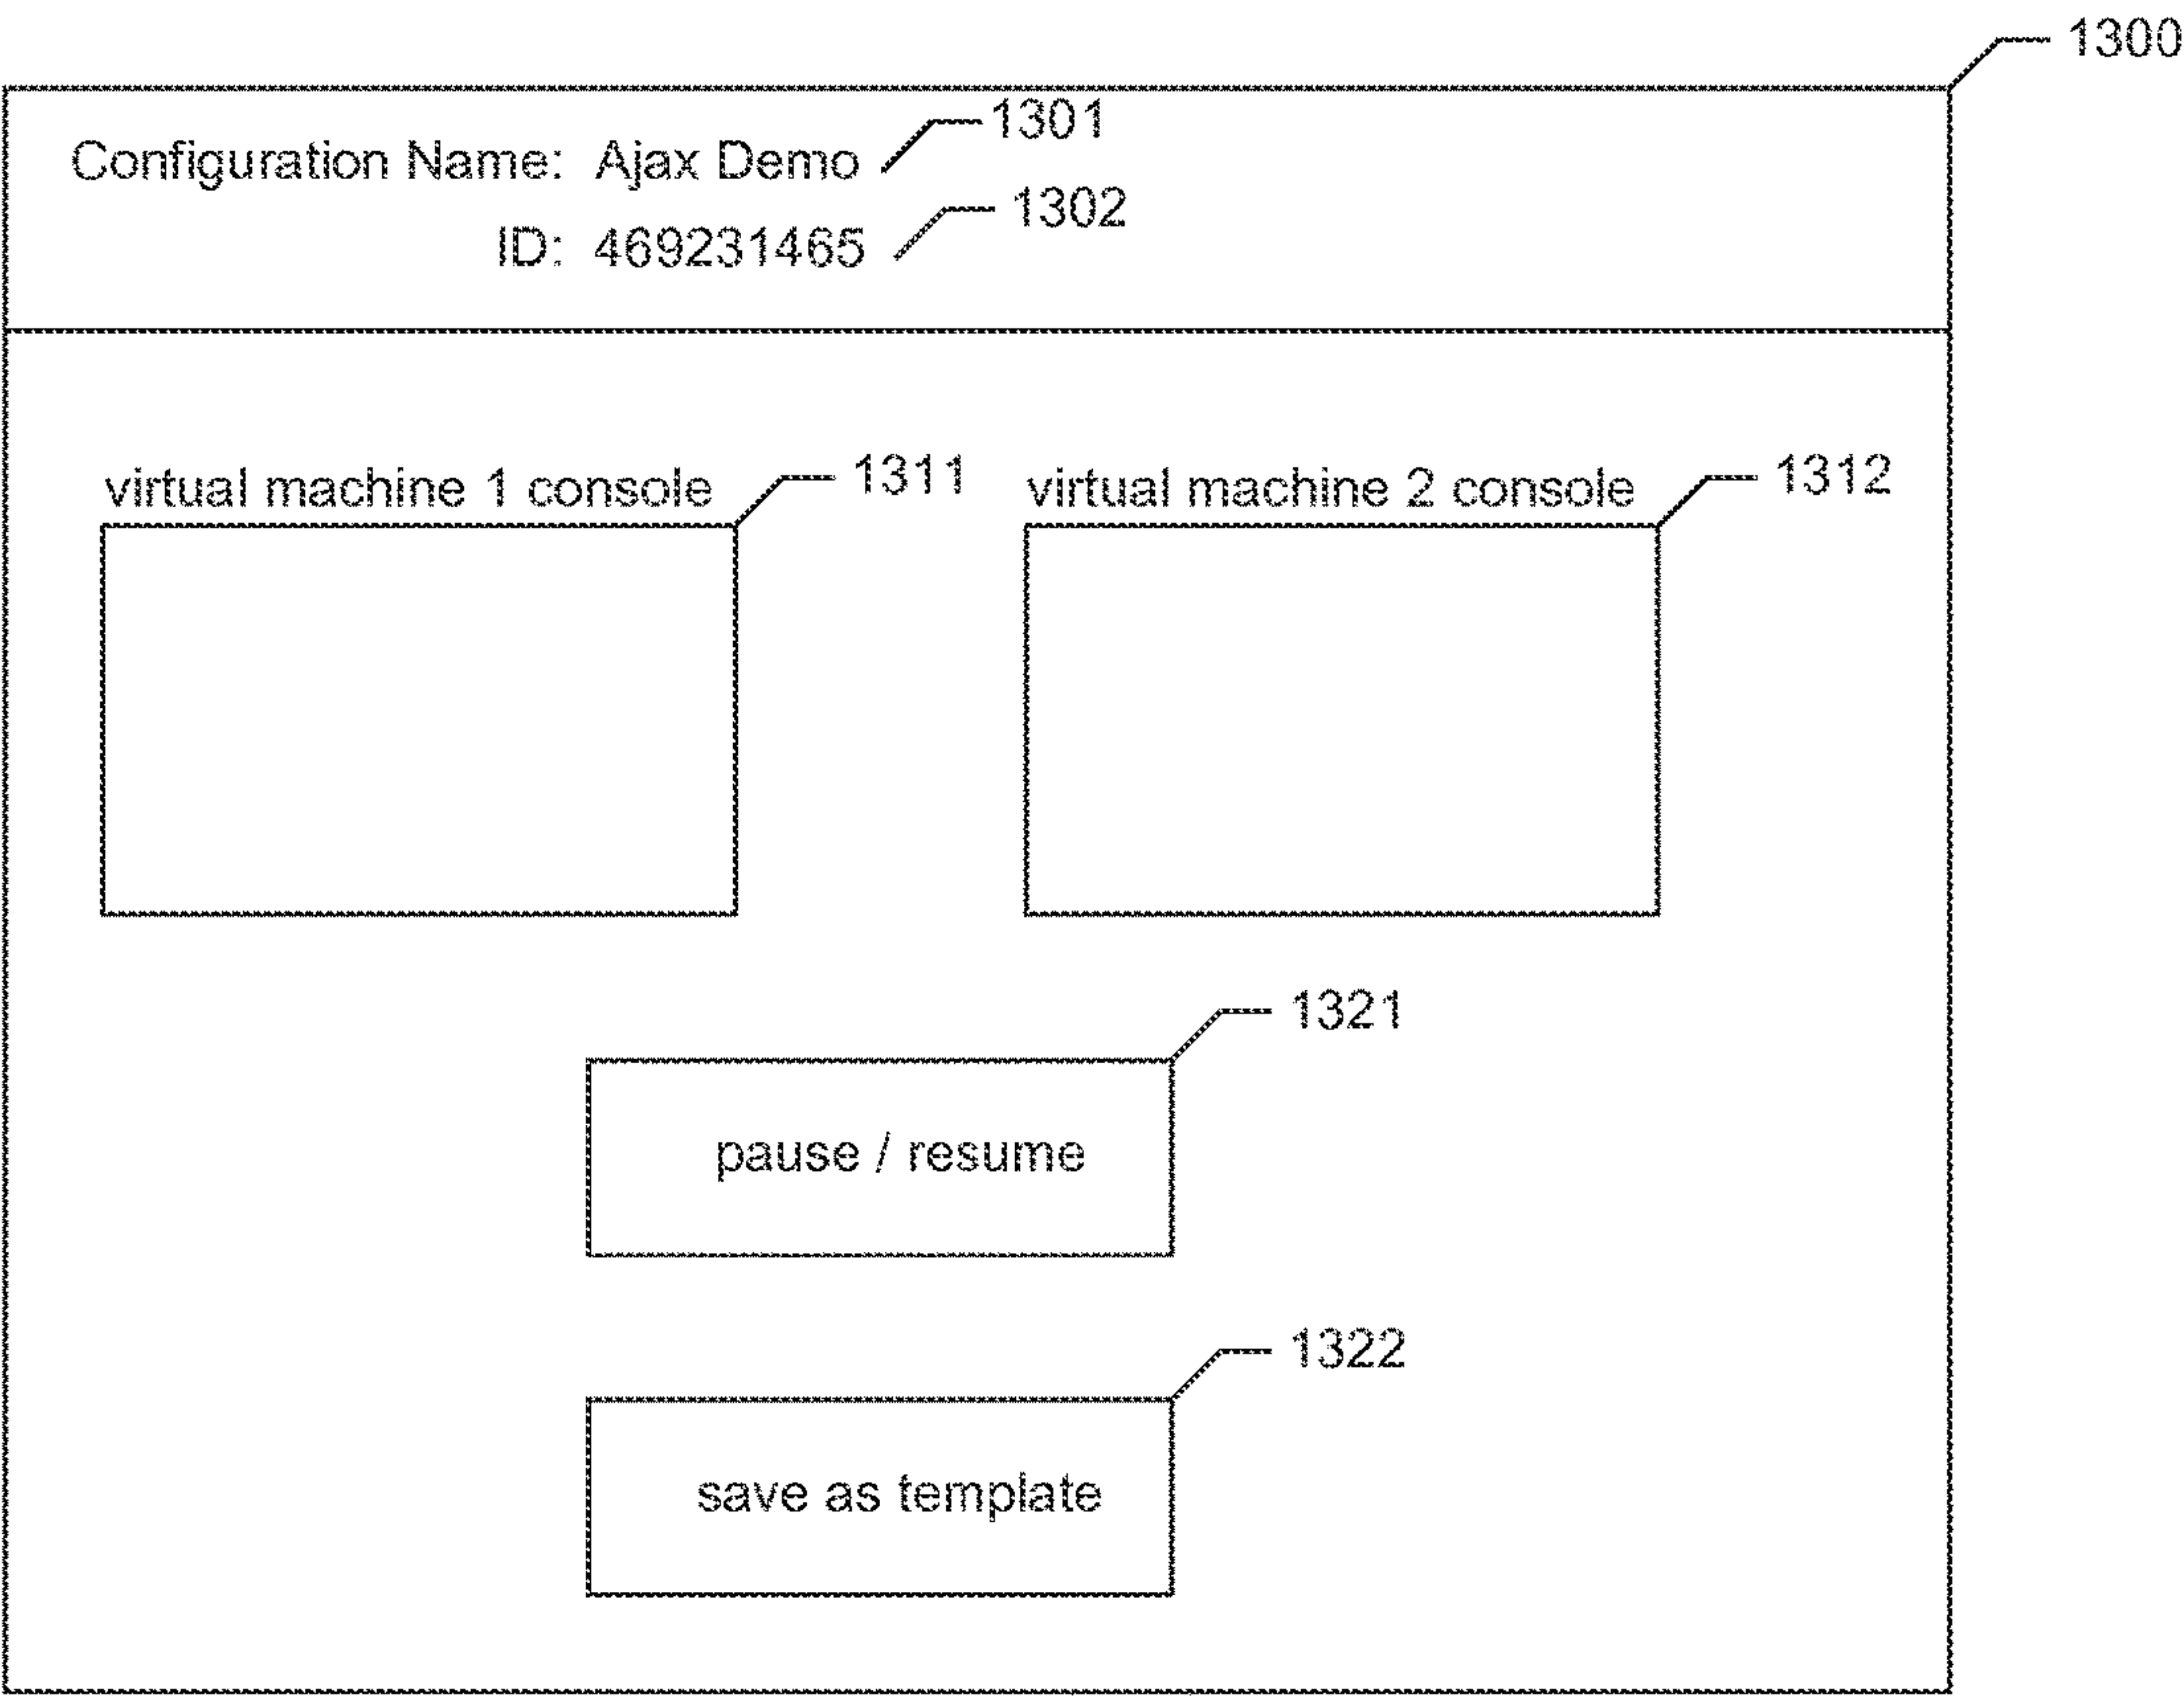 1300
Configuration Name: Ajax Demo 1301
ID: 469231465 1302
virtual machine 1 console 1311
virtual machine 2 console 1312
1321
pause / resume
1322
save as template